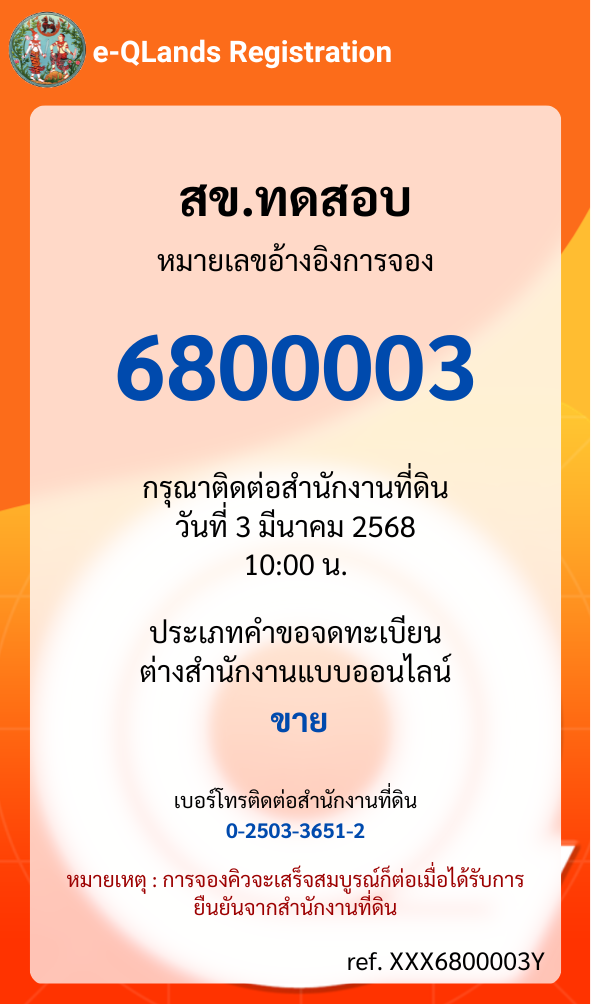 e-QLands Registration
สข.ทดสอบ
หมายเลขอ้างอิงการจอง
6800003
กรุณาติดต่อสำนักงานที่ดิน
วันที่ 3 มีนาคม 2568
10:00 น.
ประเภทคำขอจดทะเบียน
ต่างสำนักงานแบบออนไลน์
ขาย
เบอร์โทรติดต่อสำนักงานที่ดิน
0-2503-3651-2
หมายเหตุ : การจองคิวจะเสร็จสมบูรณ์ก็ต่อเมื่อได้รับการ
ยืนยันจากสำนักงานที่ดิน
ref. XXX6800003Y